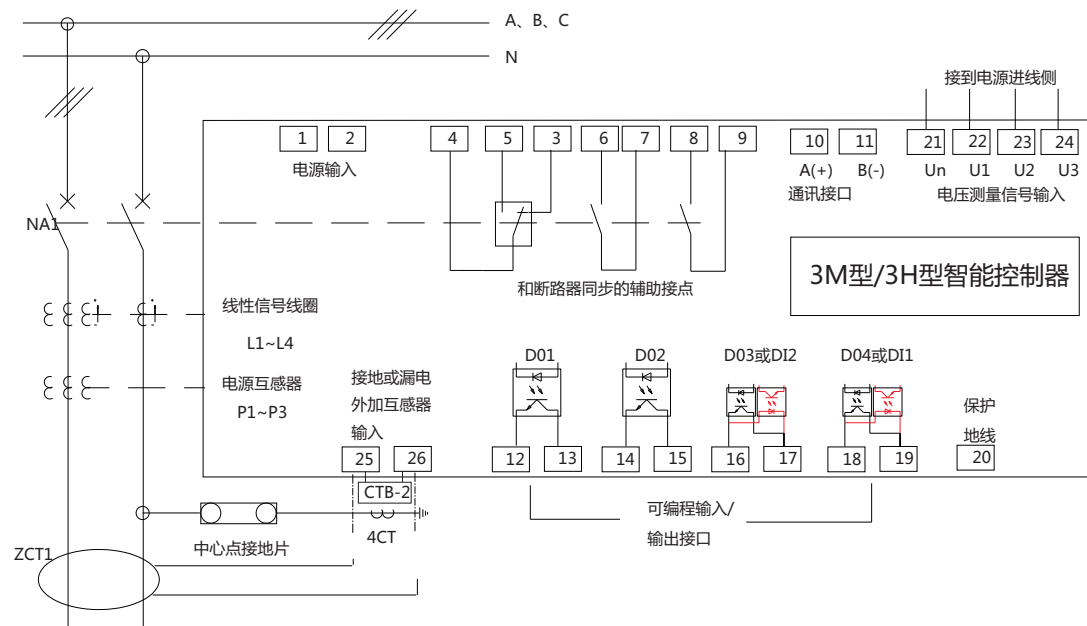 A、B、C
N
接到电源进线侧
1 2 4 5 3 6 7 8 9 10 11 21 22 23 24
电源输入
A(+) B(-) Un U1 U2 U3
通讯接口
电压测量信号输入
NA1
3M型/3H型智能控制器
和断路器同步的辅助接点
线性信号线圈
L1~L4
电源互感器
P1~P3
接地或漏电
外加互感器
输入
D01 D02 D03或DI2 D04或DI1
保护
地线
25 26 12 13 14 15 16 17 18 19 20
CTB-2
4CT
可编程输入/
输出接口
中心点接地片
ZCT1